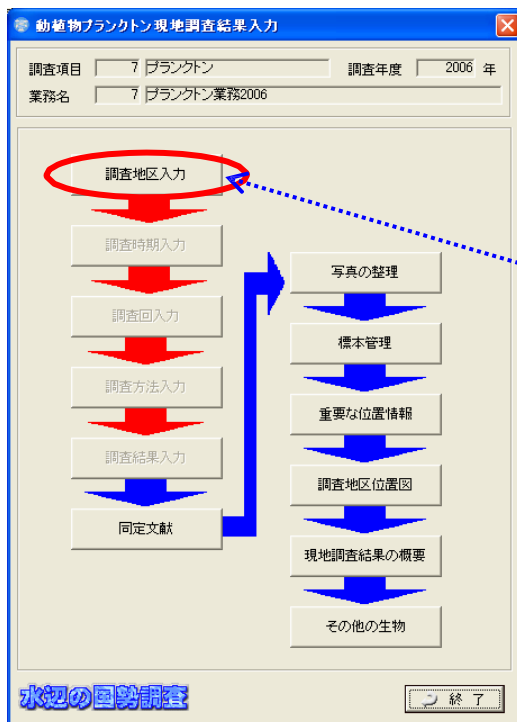 動植物プランクトン現地調査結果入力
調査項目 7 プランクトン 調査年度 2006 年
業務名 7 プランクトン業務2006
調査地区入力
調査時期入力
調査回入力
調査方法入力
調査結果入力
同定文献
写真の整理
標本管理
重要な位置情報
調査地区位置図
現地調査結果の概要
その他の生物
水辺の国勢調査
終了